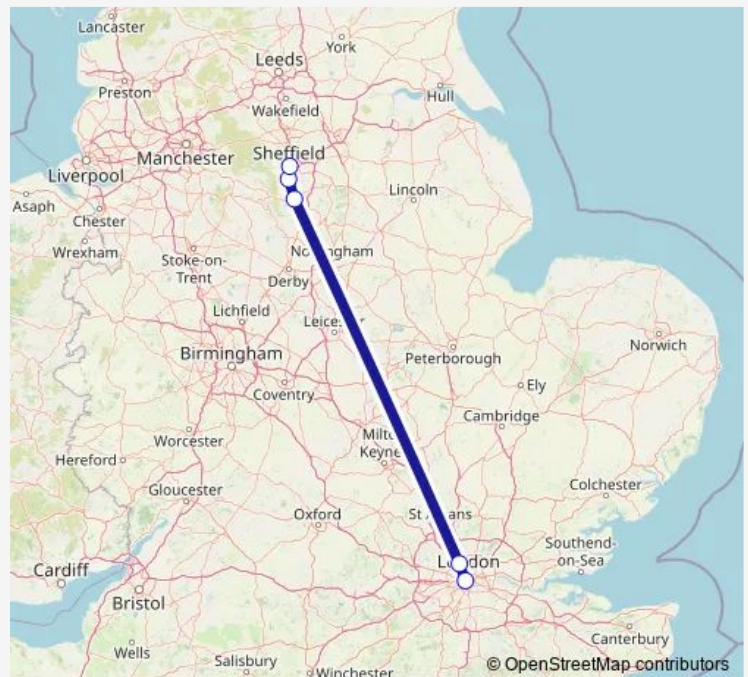 Lancaster
York
Leeds
Preston
Hull
Wakefield
Sheffield
Manchester
Liverpool
Lincoln
Asaph
Chester
Wrexham
Stoke-on-
Trent
Derby
Lichfield
Birmingham
Norwich
Peterborough
Ely
Coventry
Cambridge
Worcester
Hereford
Gloucester
Colchester
Oxford
Southend-
on-Sea
Cardiff
Bristol
Canterbury
Wells
Salisbury
Winchester
© OpenStreetMap contributors